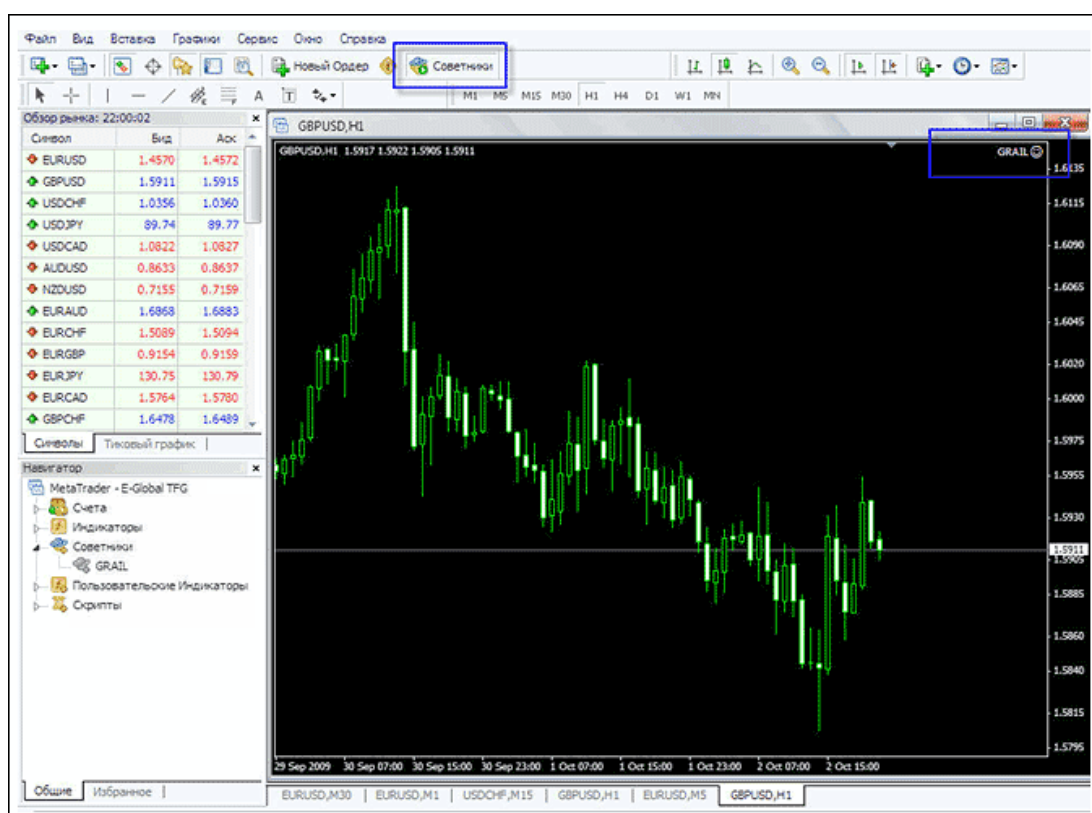 Файл Вид Вставка Графики Сервис Окно Справка
Новый Ордер Советники
A T
M1 M5 M15 M30 H1 H4 D1 W1 MN
Обзор рынка: 22:00:02
Символ Бид Аск
EURUSD 1.4570 1.4572
GBPUSD 1.5911 1.5915
USDCHF 1.0356 1.0360
USDJPY 89.74 89.77
USDCAD 1.0822 1.0827
AUDUSD 0.8633 0.8637
NZDUSD 0.7155 0.7159
EURAUD 1.6868 1.6883
EURCHF 1.5089 1.5094
EURGBP 0.9154 0.9159
EURJPY 130.75 130.79
EURCAD 1.5764 1.5780
GBPCHF 1.6478 1.6489
Символы Тиковый график
Навигатор
MetaTrader - E-Global TFG
Счета
Индикаторы
Советники
GRAIL
Пользовательские Индикаторы
Скрипты
Общие Избранное
GBPUSD,H1
GBPUSD,H1 1.5917 1.5922 1.5905 1.5911
GRAIL
1.6135
1.6115
1.6090
1.6065
1.6045
1.6020
1.6000
1.5975
1.5955
1.5930
1.5911
1.5905
1.5885
1.5860
1.5840
1.5815
1.5795
29 Sep 2009 30 Sep 07:00 30 Sep 15:00 30 Sep 23:00 1 Oct 07:00 1 Oct 15:00 1 Oct 23:00 2 Oct 07:00 2 Oct 15:00
EURUSD,M30 EURUSD,M1 USDCHF,M15 GBPUSD,H1 EURUSD,M5 GBPUSD,H1